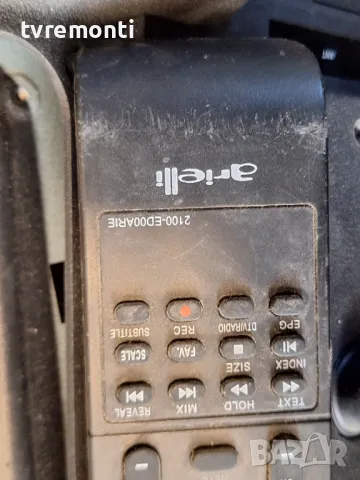 tvremonti
TEXT HOLD MIX REVEAL
INDEX SIZE FAV. SCALE
EPG DTV/RADIO REC SUBTITLE
2100-ED00ARIE
arielli
BAZAR